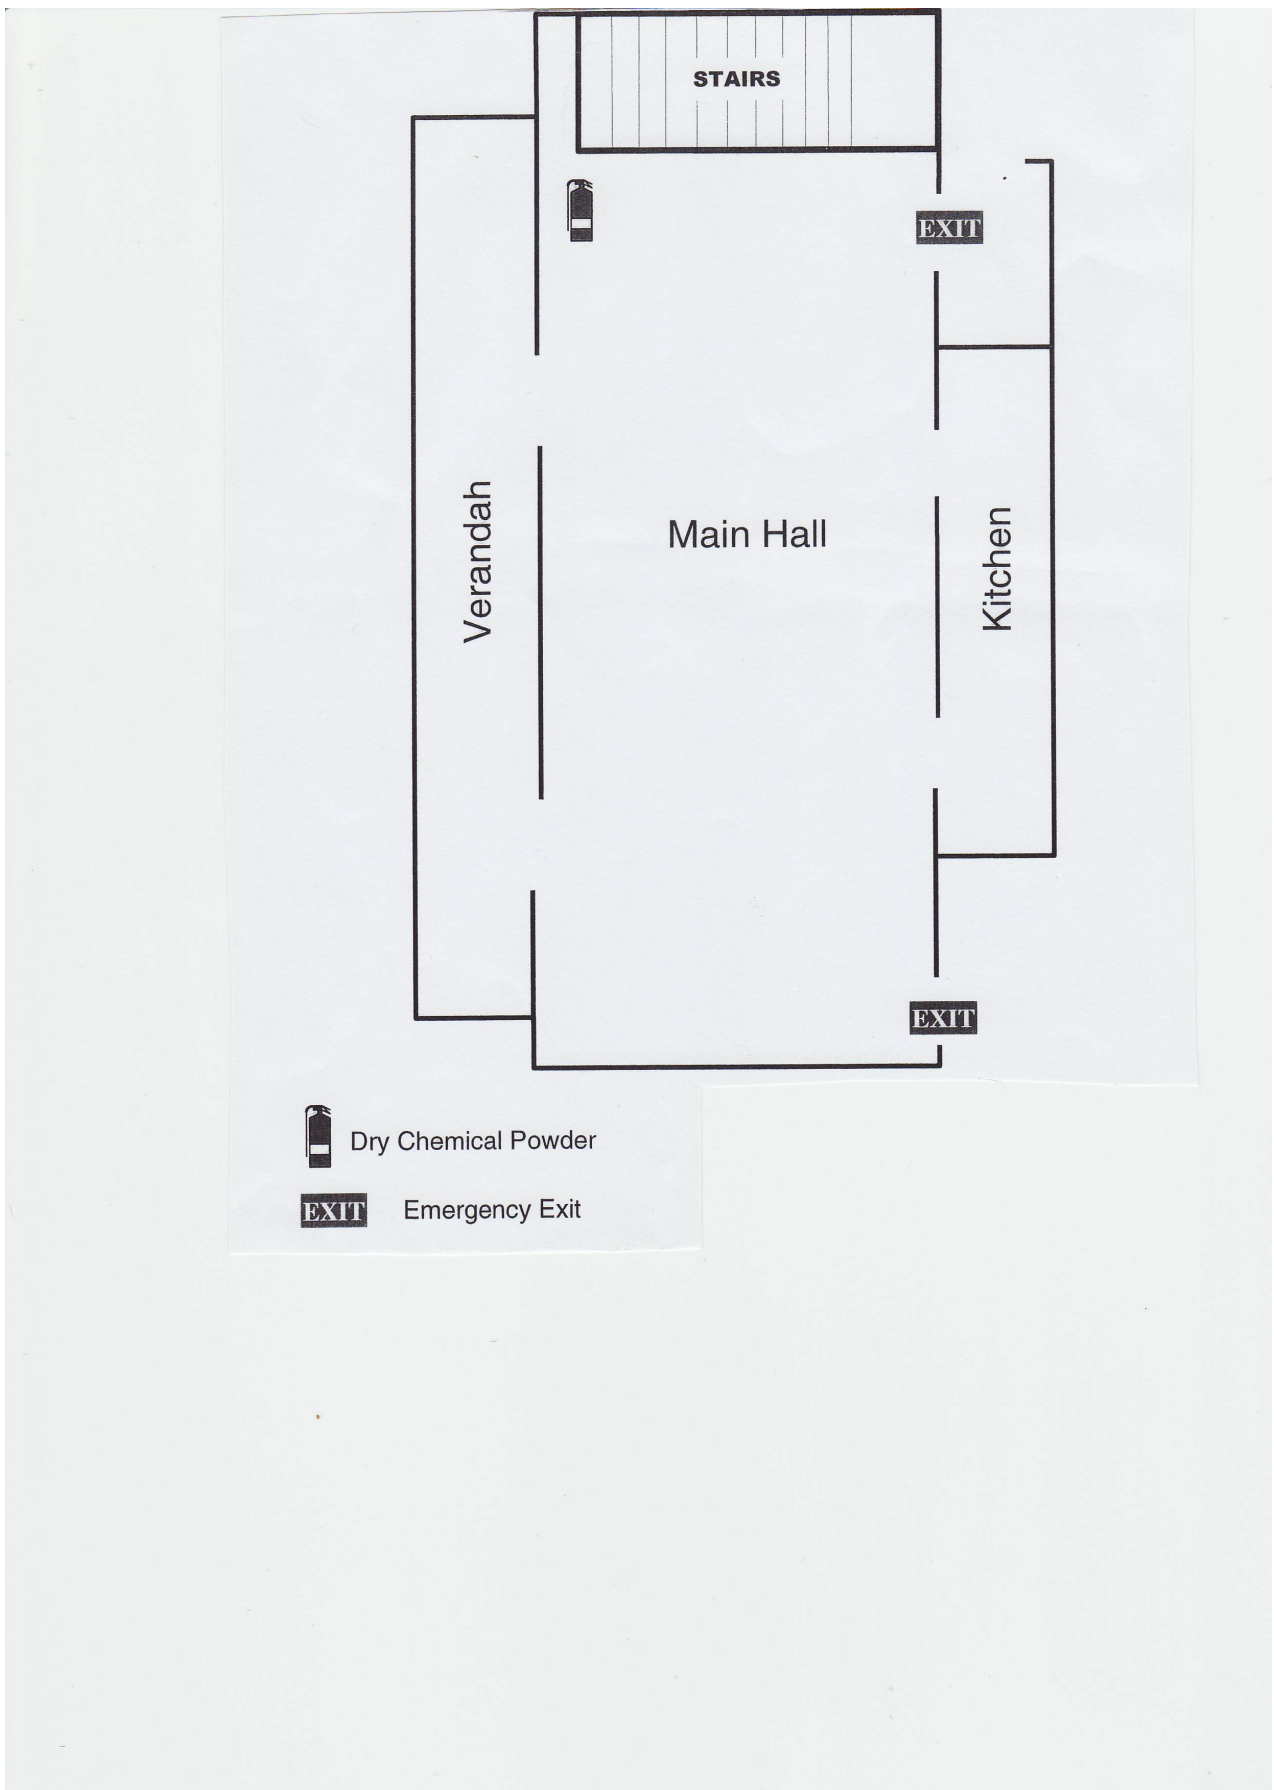 STAIRS
EXIT
Verandah
Main Hall
Kitchen
EXIT
Dry Chemical Powder
EXIT Emergency Exit